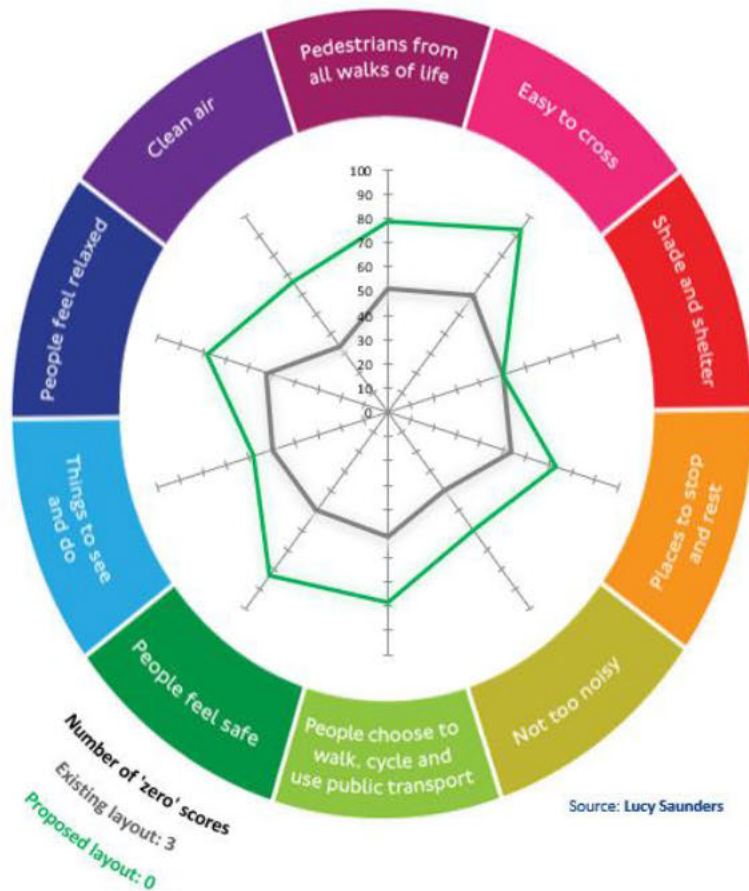 Pedestrians from
all walks of life
Easy to cross
Shade and shelter
Places to stop
and rest
Not too noisy
People choose to
walk, cycle and
use public transport
People feel safe
Things to see
and do
People feel relaxed
Clean air
100
90
80
70
60
50
40
30
20
10
0
Number of 'zero' scores
Existing layout: 3
Proposed layout: 0
Source: Lucy Saunders